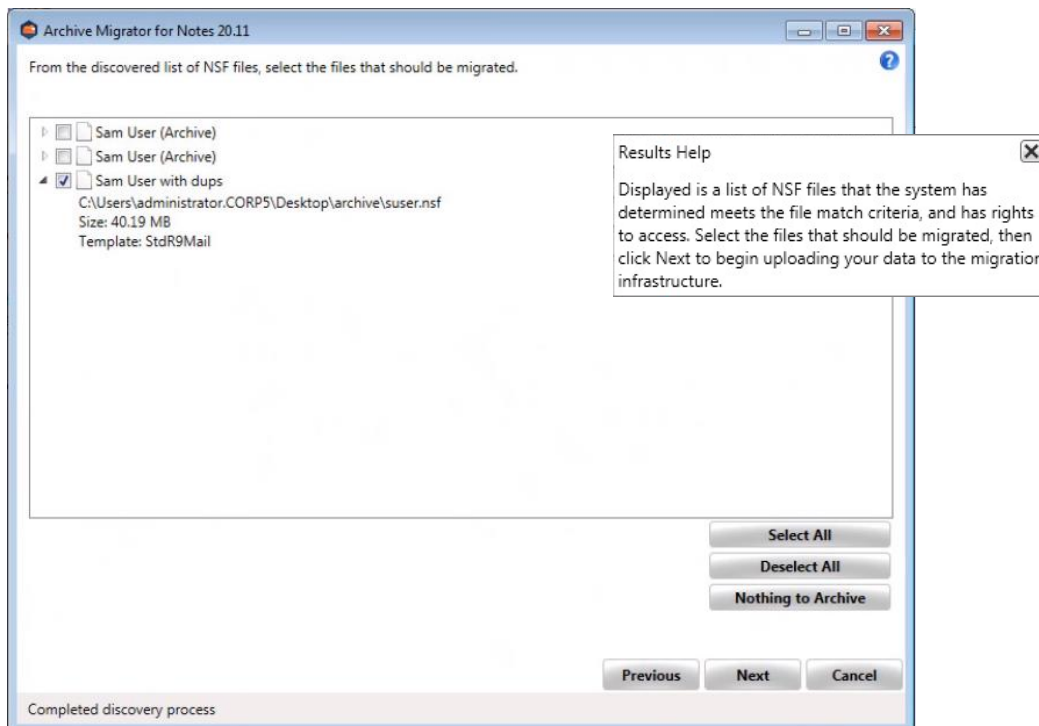 Archive Migrator for Notes 20.11
From the discovered list of NSF files, select the files that should be migrated.
Sam User (Archive)
Sam User (Archive)
Sam User with dups
C:\Users\administrator.CORP5\Desktop\archive\suser.nsf
Size: 40.19 MB
Template: StdR9Mail
Results Help
Displayed is a list of NSF files that the system has
determined meets the file match criteria, and has rights
to access. Select the files that should be migrated, then
click Next to begin uploading your data to the migration
infrastructure.
Select All
Deselect All
Nothing to Archive
Previous Next Cancel
Completed discovery process